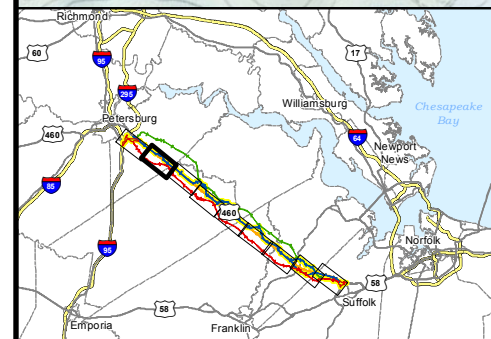 Richmond
60
17
95
295
Williamsburg
Chesapeake
Bay
Petersburg
460
64
Newport
News
85
460
95
Norfolk
58
Suffolk
58
Emporia
Franklin